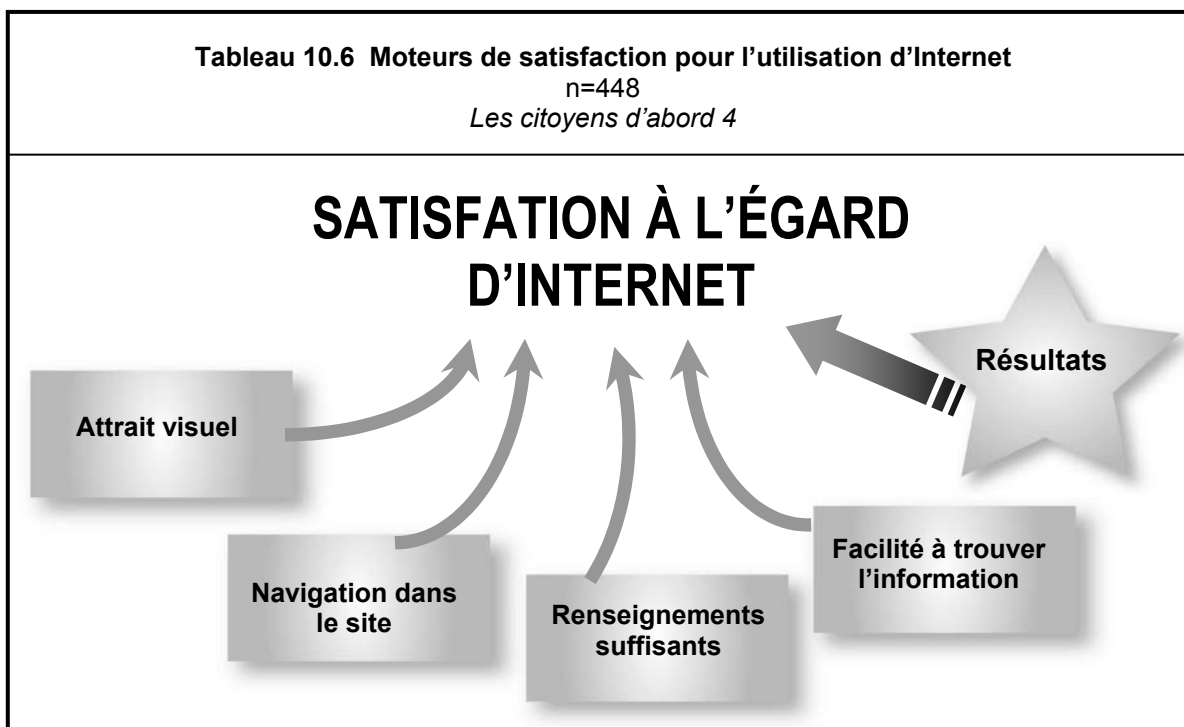 Tableau 10.6 Moteurs de satisfaction pour l’utilisation d’Internet
n=448
Les citoyens d’abord 4
SATISFATION À L’ÉGARD
D’INTERNET
Résultats
Attrait visuel
Navigation dans
le site
Renseignements
suffisants
Facilité à trouver
l’information